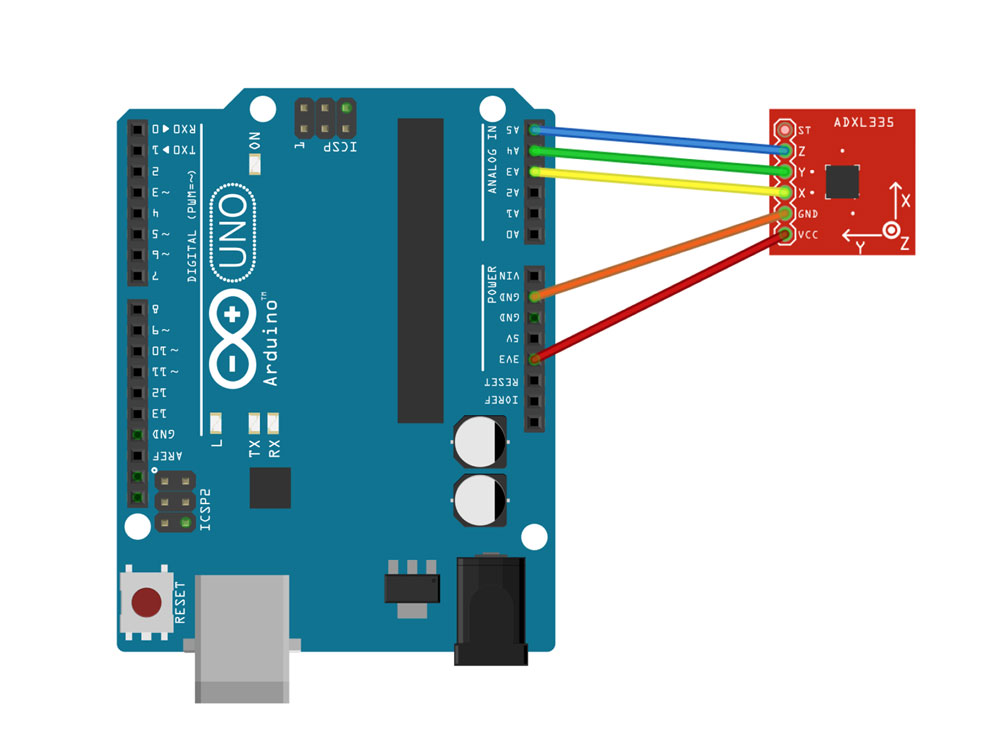 RXD ◀ 0
TXD ◀ 1
2
3 ~
4
5 ~
6 ~
7
DIGITAL (PWM=~)
8
9 ~
10 ~
11 ~
12
13
GND
AREF
1
ICSP
ON
UNO
Arduino™
L
TX
RX
ICSP2
RESET
ANALOG IN
A5
A4
A3
A2
A1
A0
POWER
VIN
GND
GND
5V
3V3
RESET
IOREF
ADXL335
ST
Z
Y
X
GND
VCC
X
Y
Z